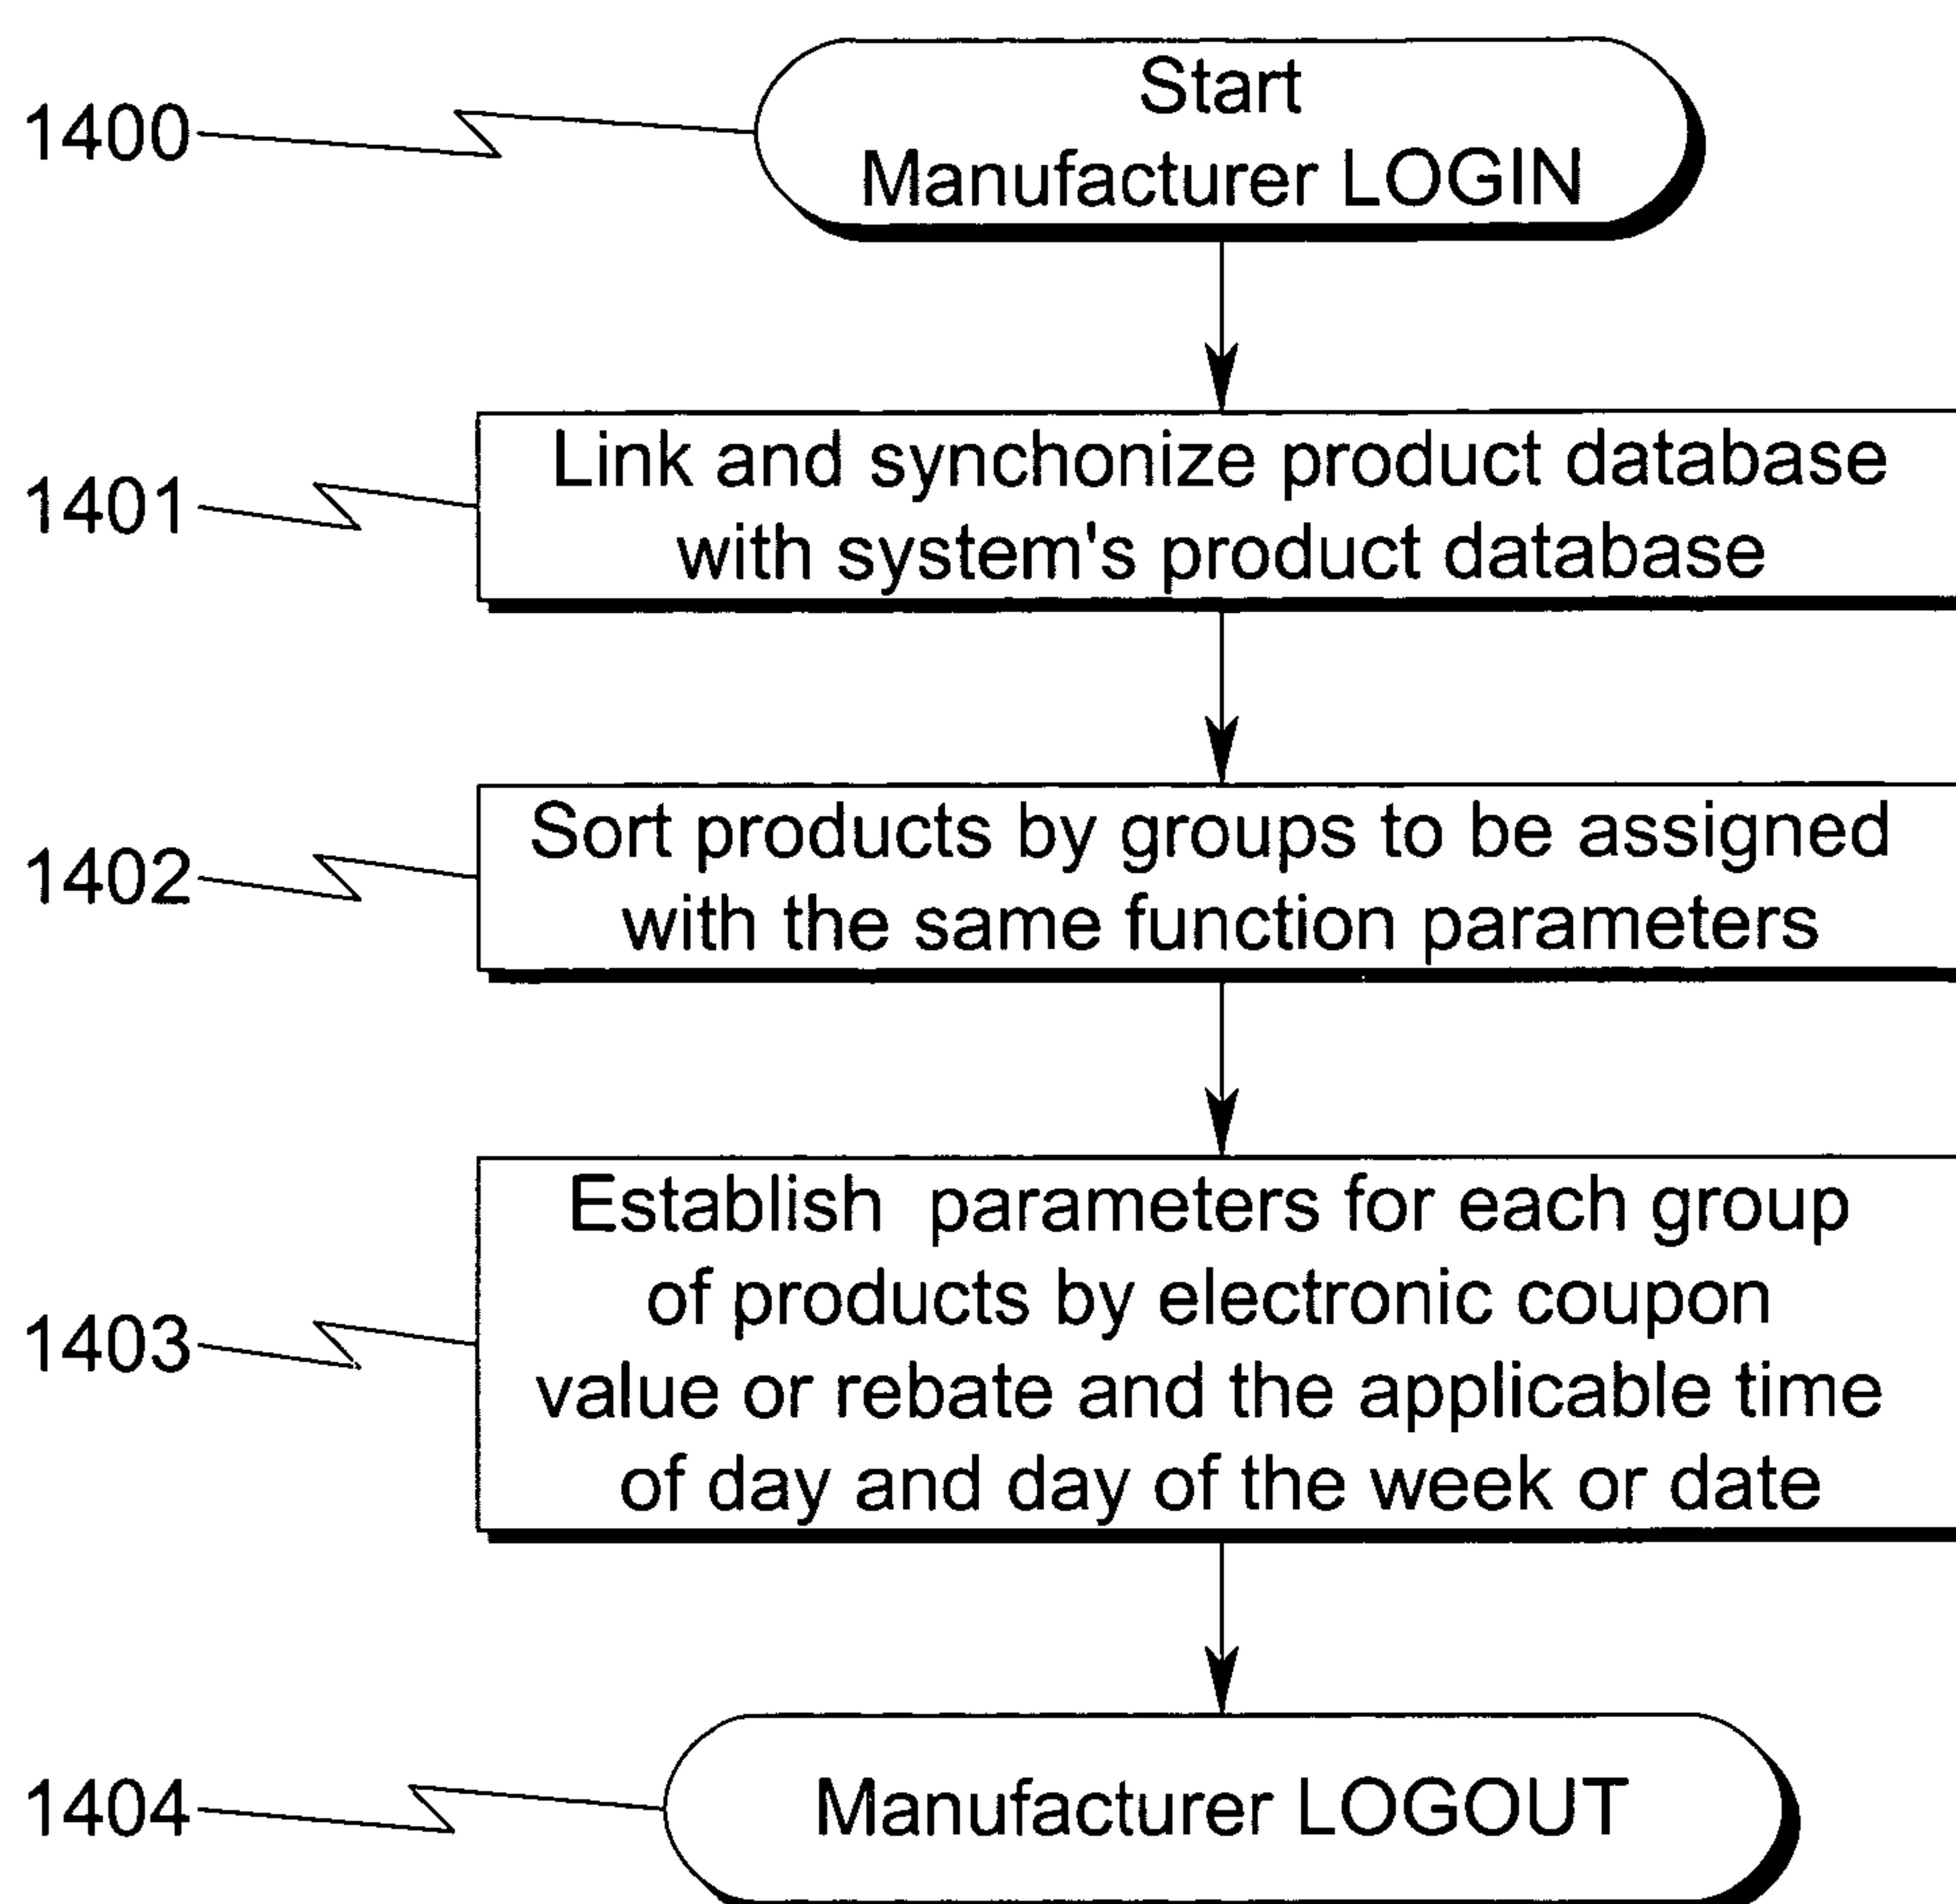 1400
Start
Manufacturer LOGIN
1401
Link and synchonize product database
with system's product database
1402
Sort products by groups to be assigned
with the same function parameters
1403
Establish parameters for each group
of products by electronic coupon
value or rebate and the applicable time
of day and day of the week or date
1404
Manufacturer LOGOUT